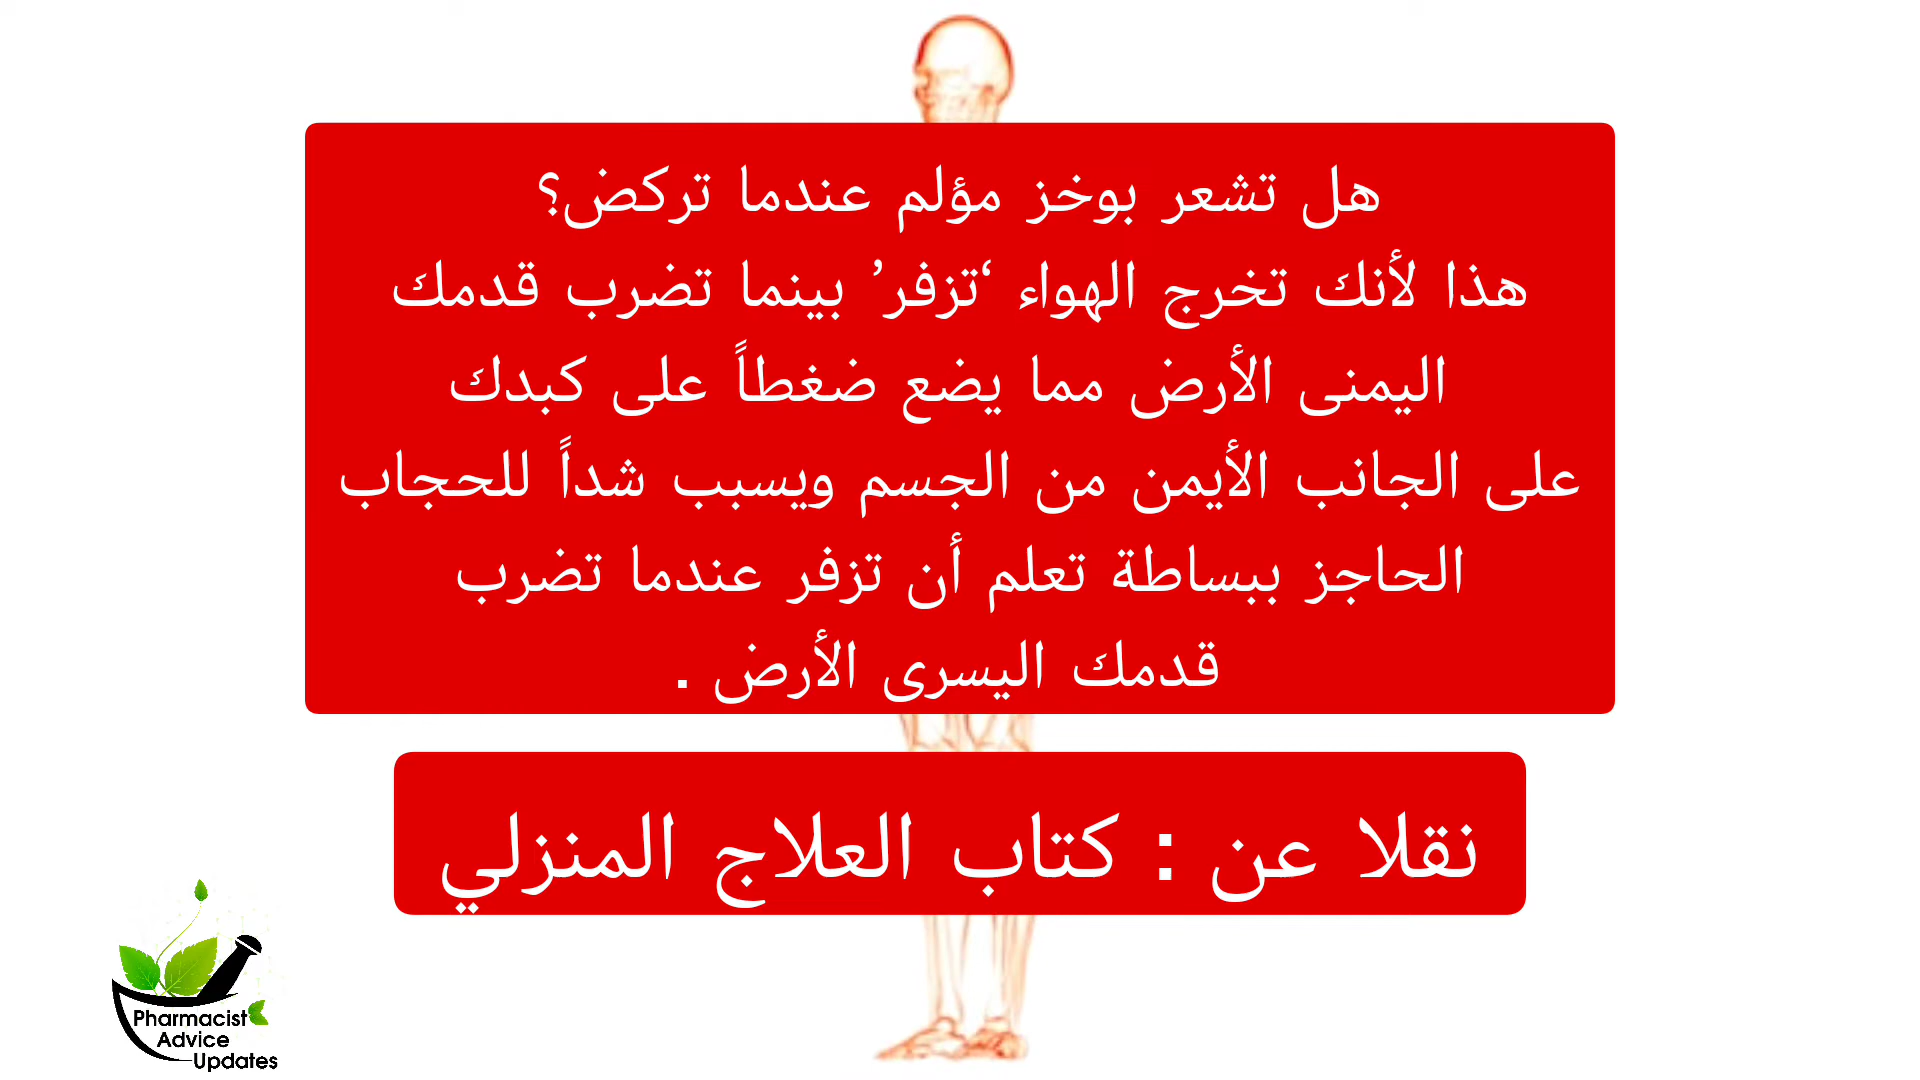 هل تشعر بوخز مؤلم عندما تركض؟
هذا لأنك تخرج الهواء ‘تزفر’ بينما تضرب قدمك
اليمنى الأرض مما يضع ضغطاً على كبدك
على الجانب الأيمن من الجسم ويسبب شداً للحجاب
الحاجز ببساطة تعلم أن تزفر عندما تضرب
قدمك اليسرى الأرض .
نقلا عن : كتاب العلاج المنزلي
Pharmacist
Advice
Updates